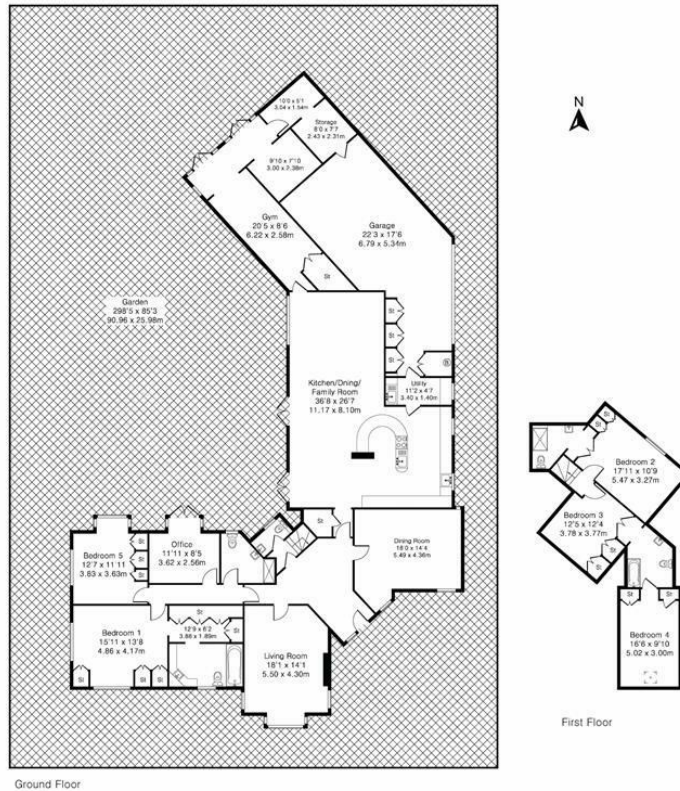 N
10'0 x 5'1
3.04 x 1.54m
Storage
8'0 x 7'7
2.43 x 2.31m
9'10 x 7'10
3.00 x 2.38m
Gym
20'5 x 8'6
6.22 x 2.58m
Garage
22'3 x 17'6
6.79 x 5.34m
St
Garden
298'5 x 85'3
90.96 x 25.98m
St
St
St
B
Utility
11'2 x 4'7
3.40 x 1.40m
Kitchen/Dining/
Family Room
36'8 x 26'7
11.17 x 8.10m
St
Dining Room
18'0 x 14'4
5.49 x 4.36m
Office
11'11 x 8'5
3.62 x 2.56m
Bedroom 5
12'7 x 11'11
3.83 x 3.63m
St
St
St
Bedroom 1
15'11 x 13'8
4.86 x 4.17m
St
St
St
St
12'9 x 6'2
3.88 x 1.89m
St
Living Room
18'1 x 14'1
5.50 x 4.30m
Ground Floor
St
St
Bedroom 2
17'11 x 10'9
5.47 x 3.27m
Bedroom 3
12'5 x 12'4
3.78 x 3.77m
St
St
St
St
Bedroom 4
16'6 x 9'10
5.02 x 3.00m
First Floor